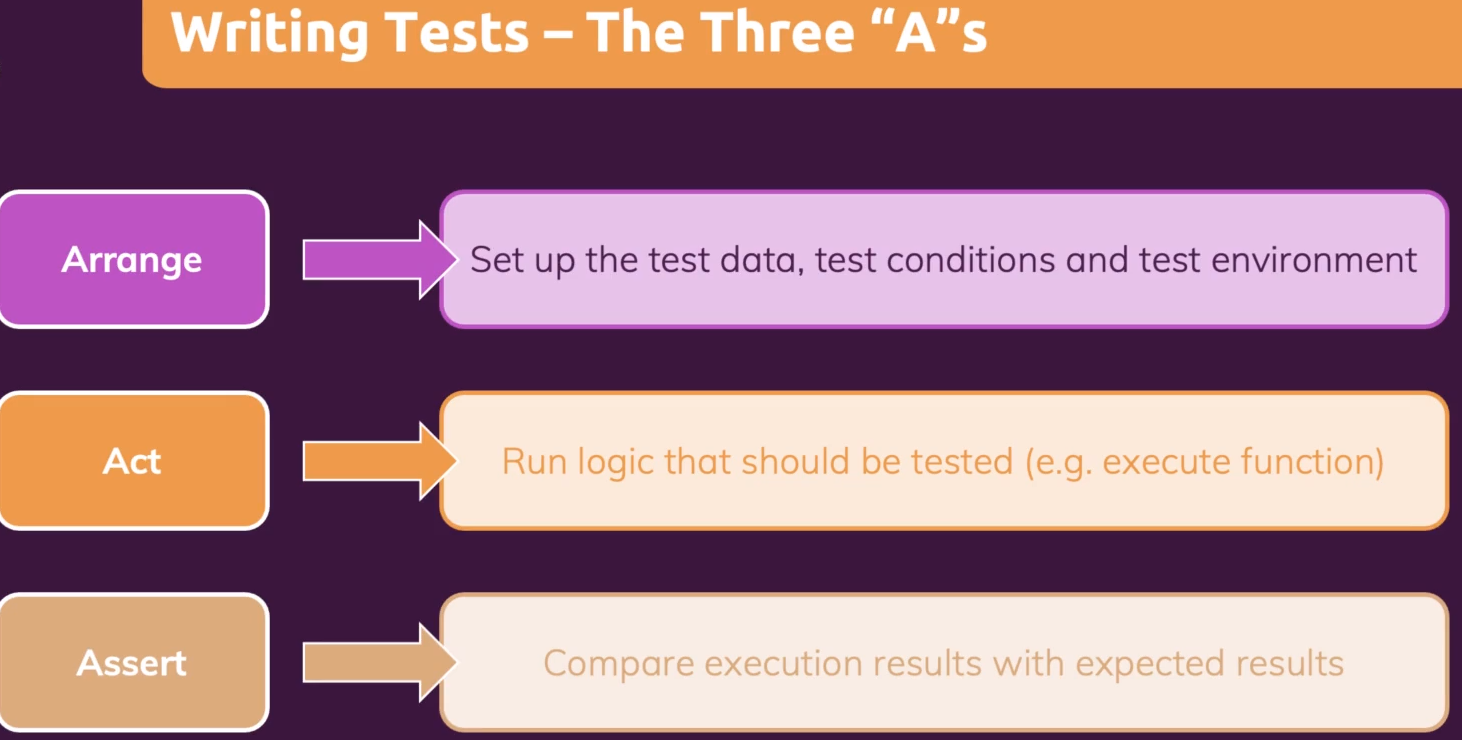 Writing Tests – The Three “A”s
Arrange
Set up the test data, test conditions and test environment
Act
Run logic that should be tested (e.g. execute function)
Assert
Compare execution results with expected results